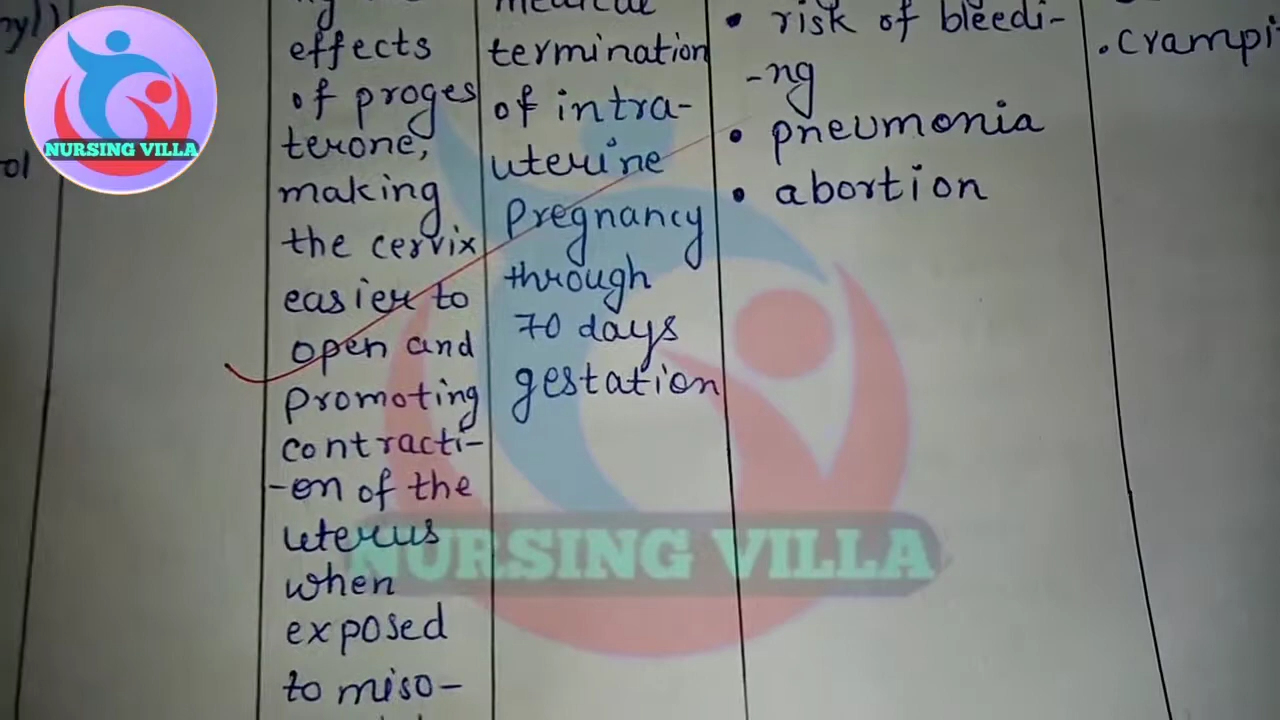 effects
of proges
terone,
making
the cervix
easier to
open and
promoting
contracti-
-on of the
uterus
when
exposed
to miso-
termination
of intra-
uterine
Pregnancy
through
70 days
gestation
• risk of bleedi-
-ng
• pneumonia
• abortion
• crampi
NURSING VILLA
NURSING VILLA